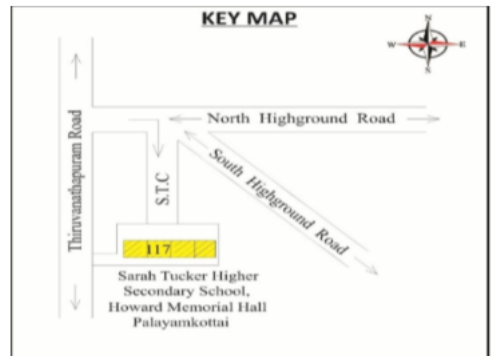 KEY MAP
N
W
E
S
North Highground Road
Thiruvanathapuram Road
S.T.C
South Highground Road
117
Sarah Tucker Higher
Secondary School,
Howard Memorial Hall
Palayamkottai